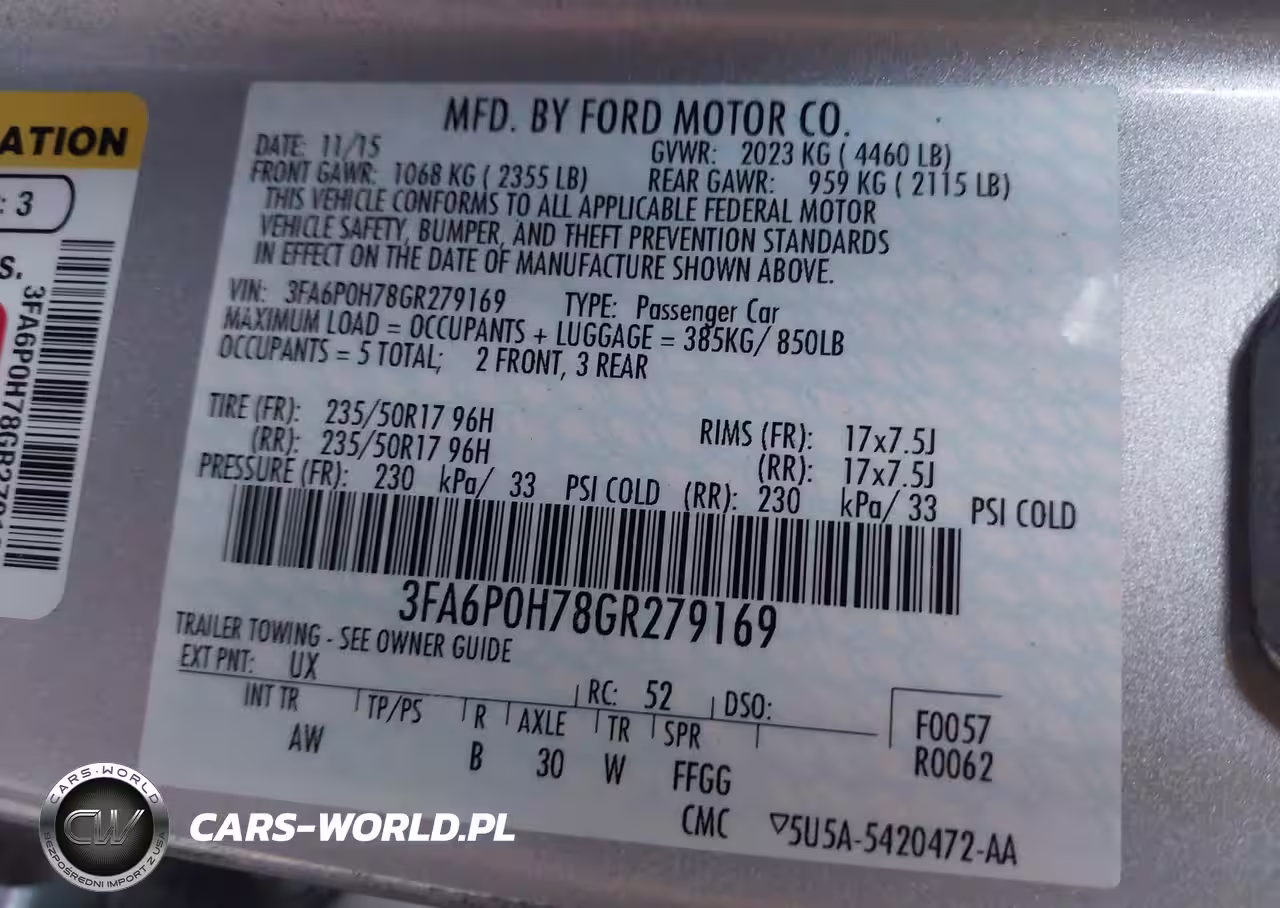 MFD. BY FORD MOTOR CO.
DATE: 11/15 GVWR: 2023 KG ( 4460 LB)
FRONT GAWR: 1068 KG ( 2355 LB) REAR GAWR: 959 KG ( 2115 LB)
THIS VEHICLE CONFORMS TO ALL APPLICABLE FEDERAL MOTOR
VEHICLE SAFETY, BUMPER, AND THEFT PREVENTION STANDARDS
IN EFFECT ON THE DATE OF MANUFACTURE SHOWN ABOVE.
VIN: 3FA6P0H78GR279169 TYPE: Passenger Car
MAXIMUM LOAD = OCCUPANTS + LUGGAGE = 385KG/ 850LB
OCCUPANTS = 5 TOTAL; 2 FRONT, 3 REAR
TIRE (FR): 235/50R17 96H RIMS (FR): 17x7.5J
(RR): 235/50R17 96H (RR): 17x7.5J
PRESSURE (FR): 230 kPa/ 33 PSI COLD (RR): 230 kPa/ 33 PSI COLD
3FA6P0H78GR279169
TRAILER TOWING - SEE OWNER GUIDE
EXT PNT: UX RC: 52 DSO:
INT TR TP/PS R AXLE TR SPR F0057
AW B 30 W FFGG R0062
CMC ▽5U5A-5420472-AA
ATION
: 3
S.
3FA6P0H78GR
CARS-WORLD
CW
BEZPOŚREDNI IMPORT Z USA
CARS-WORLD.PL